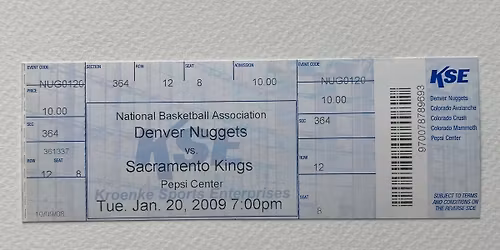 EVENT CODE SECTION ROW SEAT ADMISSION EVENT CODE
NUG0120 364 12 8 10.00 NUG0120
PRICE
10.00
SEC
364
361337
ROW SEAT
12 8
National Basketball Association
Denver Nuggets
vs.
Sacramento Kings
Pepsi Center
Tue. Jan. 20, 2009 7:00pm
KSE
Kroenke Sports Enterprises
10.00
SEC
364
ROW
12
SEAT
8
9700787898693
KSE
Denver Nuggets
Colorado Avalanche
Colorado Crush
Colorado Mammoth
Pepsi Center
SUBJECT TO TERMS
AND CONDITIONS ON
THE REVERSE SIDE